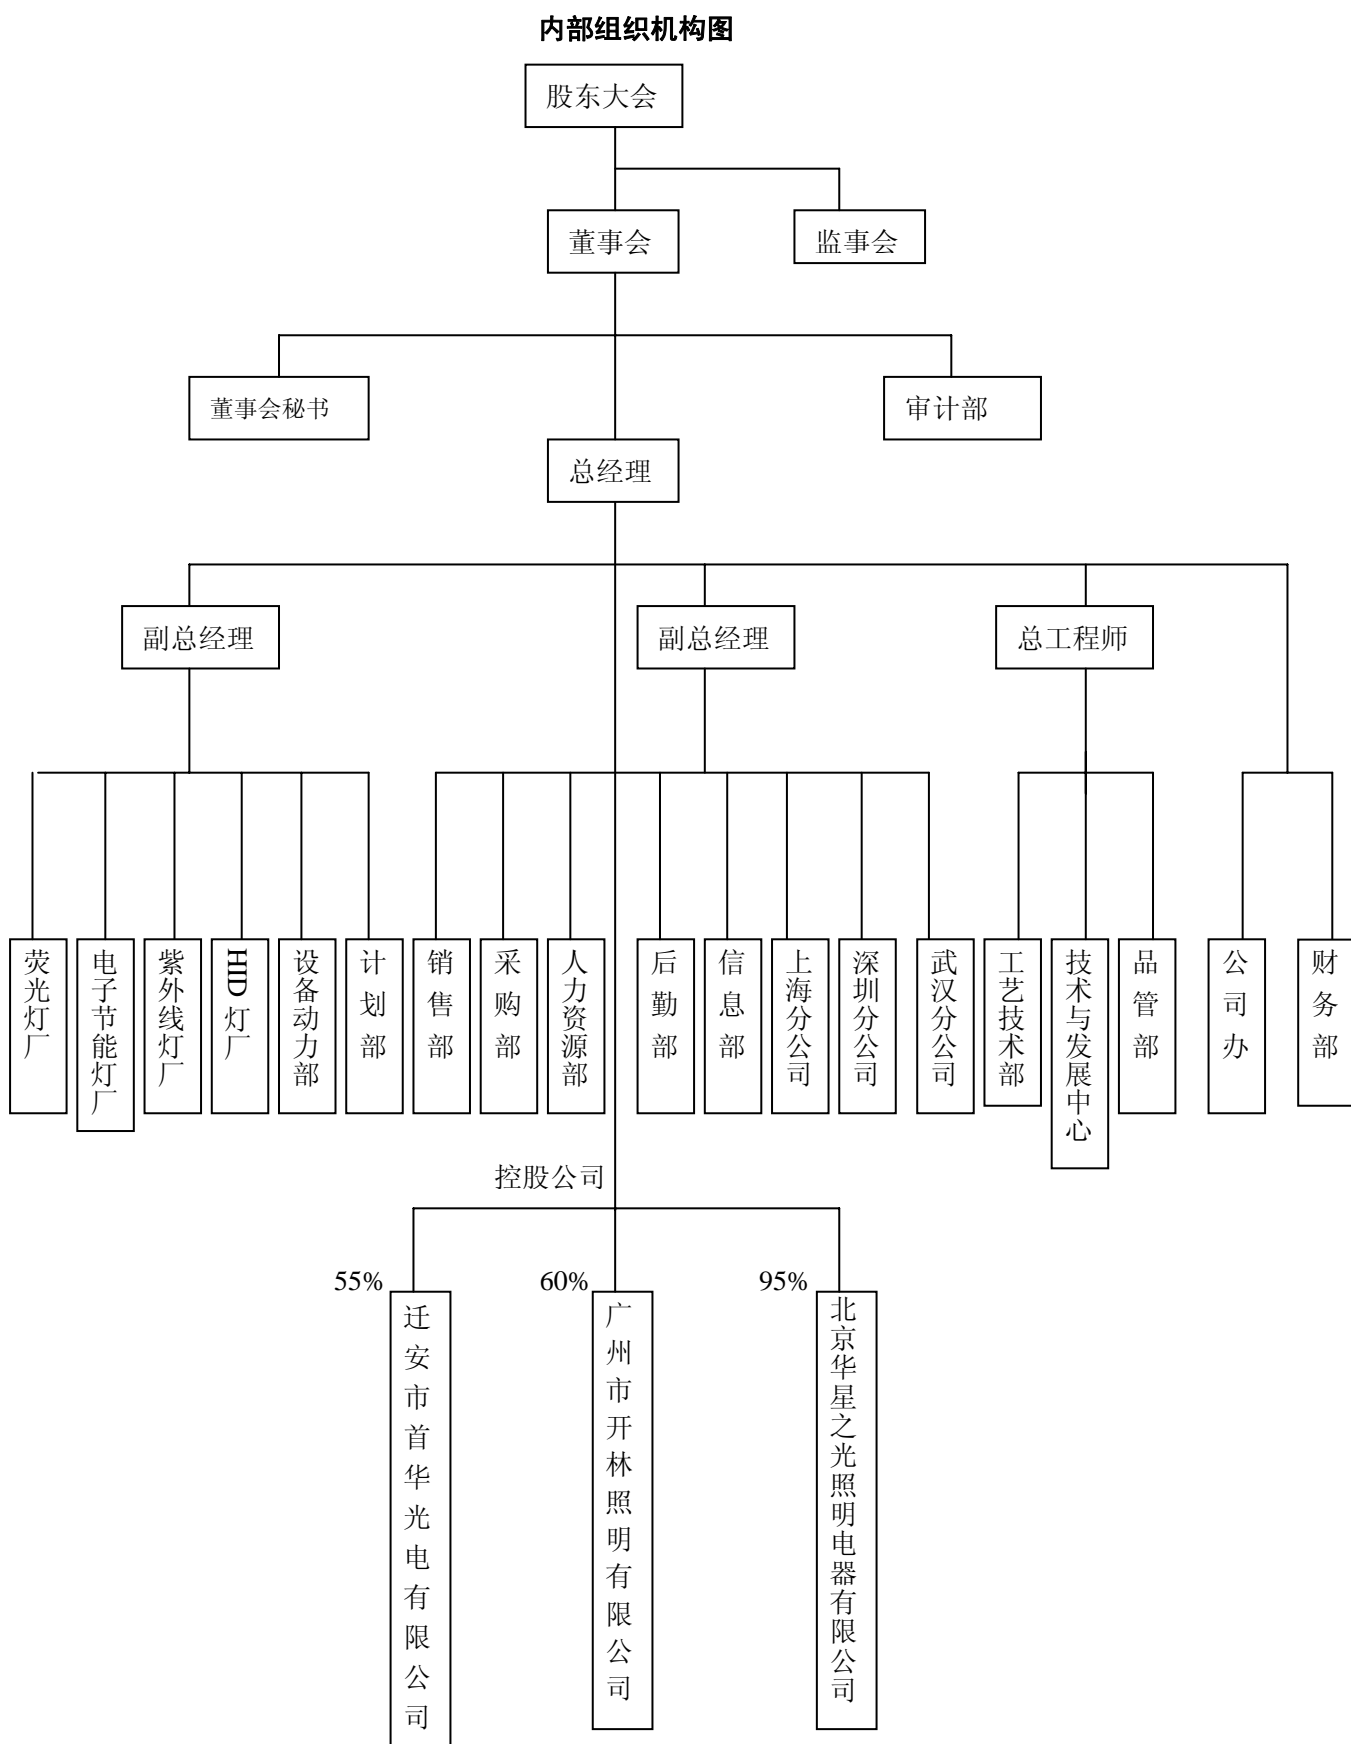 内部组织机构图
股东大会
董事会
监事会
董事会秘书
审计部
总经理
副总经理
副总经理
总工程师
荧光灯厂
电子节能灯厂
紫外线灯厂
HID 灯厂
设备动力部
计划部
销售部
采购部
人力资源部
后勤部
信息部
上海分公司
深圳分公司
武汉分公司
工艺技术部
技术与发展中心
品管部
公司办
财务部
控股公司
55%
60%
95%
迁安市首华光电有限公司
广州市开林照明有限公司
北京华星之光照明电器有限公司